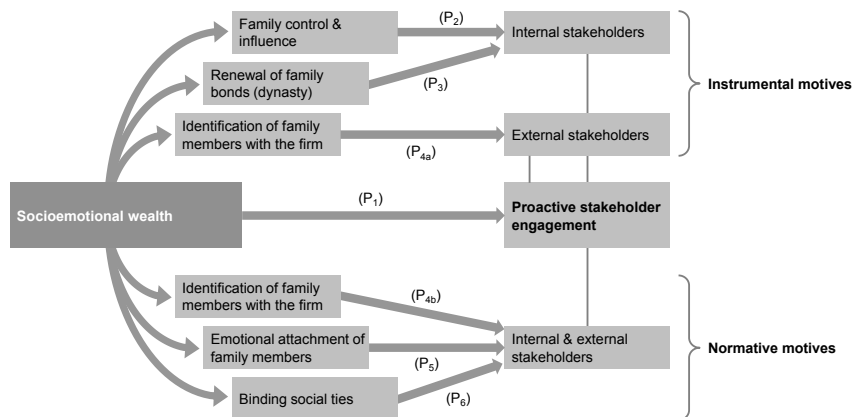 Family control &
influence
(P2)
Internal stakeholders
Renewal of family
bonds (dynasty)
(P3)
Instrumental motives
Identification of family
members with the firm
(P4a)
External stakeholders
Socioemotional wealth
(P1)
Proactive stakeholder
engagement
Identification of family
members with the firm
(P4b)
Emotional attachment of
family members
(P5)
Internal & external
stakeholders
Normative motives
Binding social ties
(P6)